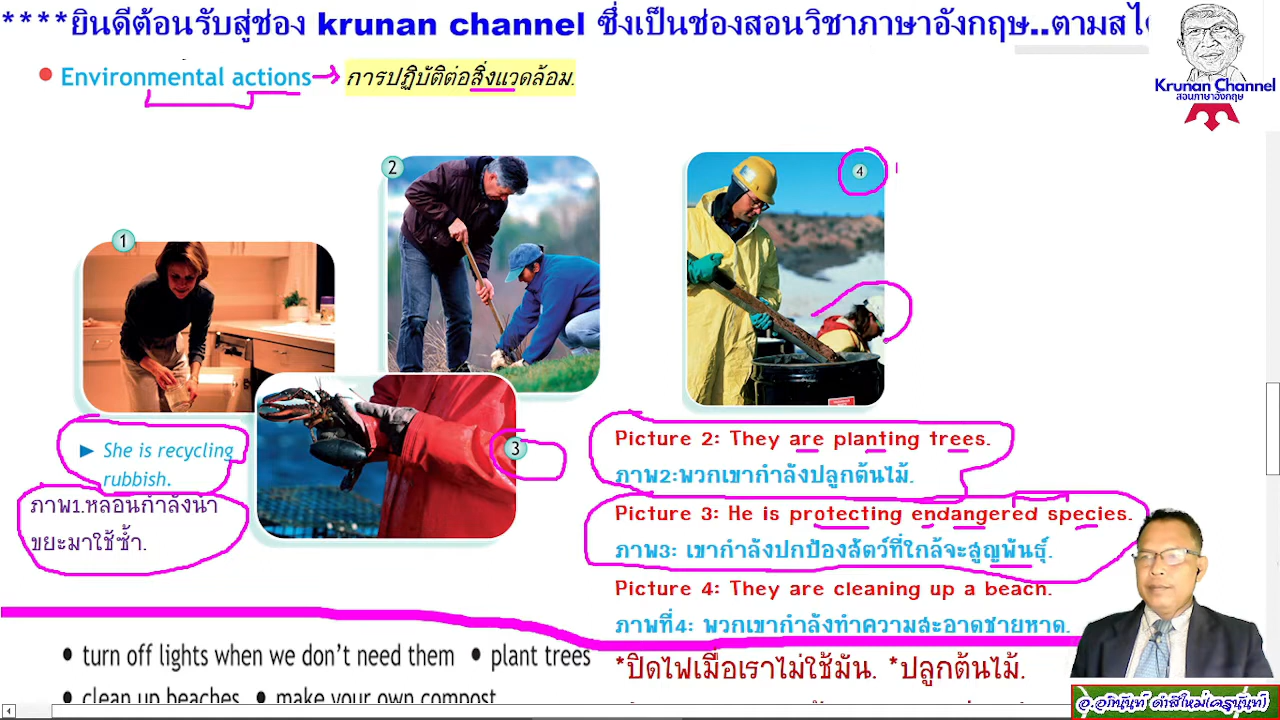 ****ยินดีต้อนรับสู่ช่อง krunan channel ซึ่งเป็นช่องสอนวิชาภาษาอังกฤษ..ตามสไ
Krunan Channel
สอนภาษาอังกฤษ
• Environmental actions
การปฏิบัติต่อสิ่งแวดล้อม.
2
4
1
3
► She is recycling
rubbish.
ภาพ1.หล่อนกำลังนำ
ขยะมาใช้ซ้ำ.
Picture 2: They are planting trees.
ภาพ2:พวกเขากำลังปลูกต้นไม้.
Picture 3: He is protecting endangered species.
ภาพ3: เขากำลังปกป้องสัตว์ที่ใกล้จะสูญพันธุ์.
Picture 4: They are cleaning up a beach.
ภาพที่4: พวกเขากำลังทำความสะอาดชายหาด.
• turn off lights when we don't need them • plant trees
*ปิดไฟเมื่อเราไม่ใช้มัน. *ปลูกต้นไม้.
• clean up beaches • make your own compost